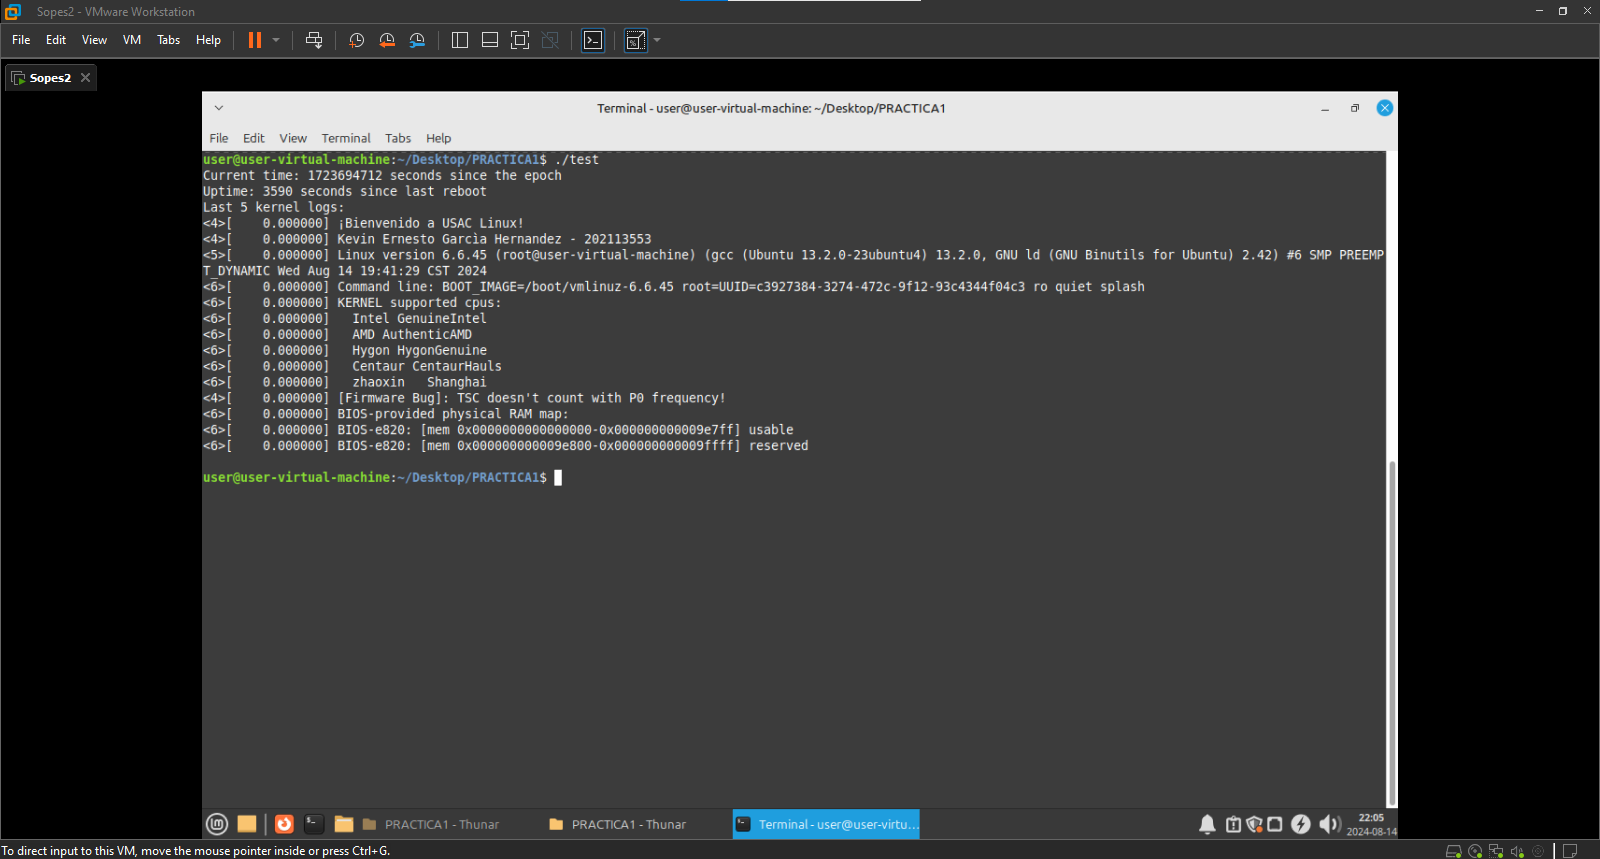 Sopes2 - VMware Workstation
File Edit View VM Tabs Help
Sopes2
Terminal - user@user-virtual-machine: ~/Desktop/PRACTICA1
File Edit View Terminal Tabs Help
user@user-virtual-machine:~/Desktop/PRACTICA1$ ./test
Current time: 1723694712 seconds since the epoch
Uptime: 3590 seconds since last reboot
Last 5 kernel logs:
<4>[    0.000000] ¡Bienvenido a USAC Linux!
<4>[    0.000000] Kevin Ernesto Garcìa Hernandez - 202113553
<5>[    0.000000] Linux version 6.6.45 (root@user-virtual-machine) (gcc (Ubuntu 13.2.0-23ubuntu4) 13.2.0, GNU ld (GNU Binutils for Ubuntu) 2.42) #6 SMP PREEMP
T_DYNAMIC Wed Aug 14 19:41:29 CST 2024
<6>[    0.000000] Command line: BOOT_IMAGE=/boot/vmlinuz-6.6.45 root=UUID=c3927384-3274-472c-9f12-93c4344f04c3 ro quiet splash
<6>[    0.000000] KERNEL supported cpus:
<6>[    0.000000]   Intel GenuineIntel
<6>[    0.000000]   AMD AuthenticAMD
<6>[    0.000000]   Hygon HygonGenuine
<6>[    0.000000]   Centaur CentaurHauls
<6>[    0.000000]   zhaoxin   Shanghai
<4>[    0.000000] [Firmware Bug]: TSC doesn't count with P0 frequency!
<6>[    0.000000] BIOS-provided physical RAM map:
<6>[    0.000000] BIOS-e820: [mem 0x0000000000000000-0x000000000009e7ff] usable
<6>[    0.000000] BIOS-e820: [mem 0x000000000009e800-0x000000000009ffff] reserved
user@user-virtual-machine:~/Desktop/PRACTICA1$
PRACTICA1 - Thunar PRACTICA1 - Thunar Terminal - user@user-virtu... 22:05
2024-08-14
To direct input to this VM, move the mouse pointer inside or press Ctrl+G.